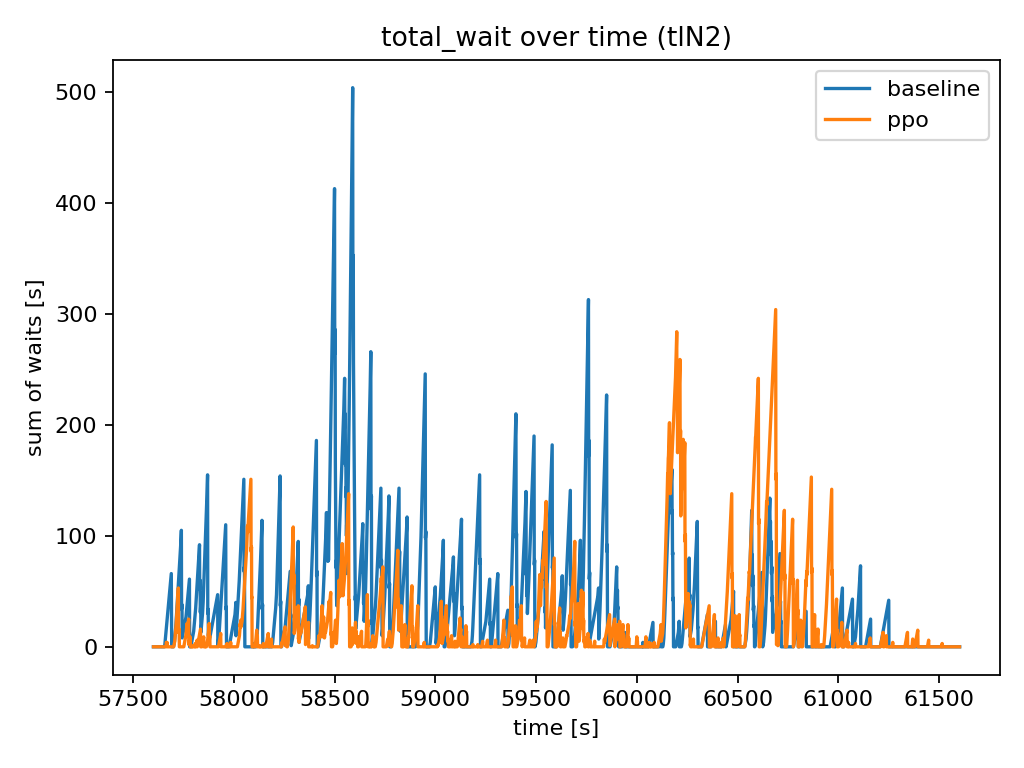 total_wait over time (tlN2)
baseline
ppo
sum of waits [s]
500
400
300
200
100
0
57500 58000 58500 59000 59500 60000 60500 61000 61500
time [s]